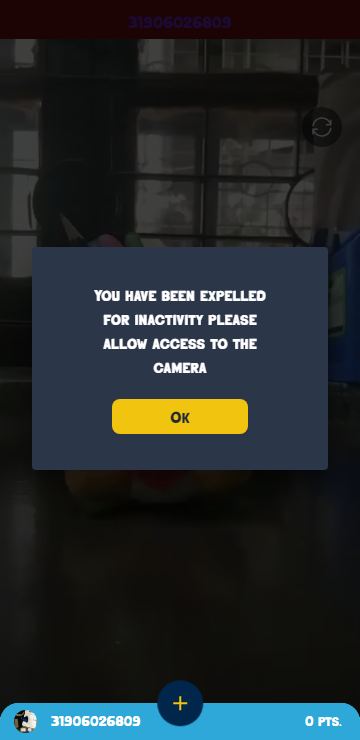 31906026809
YOU HAVE BEEN EXPELLED
FOR INACTIVITY PLEASE
ALLOW ACCESS TO THE
CAMERA
OK
31906026809
0 PTS.